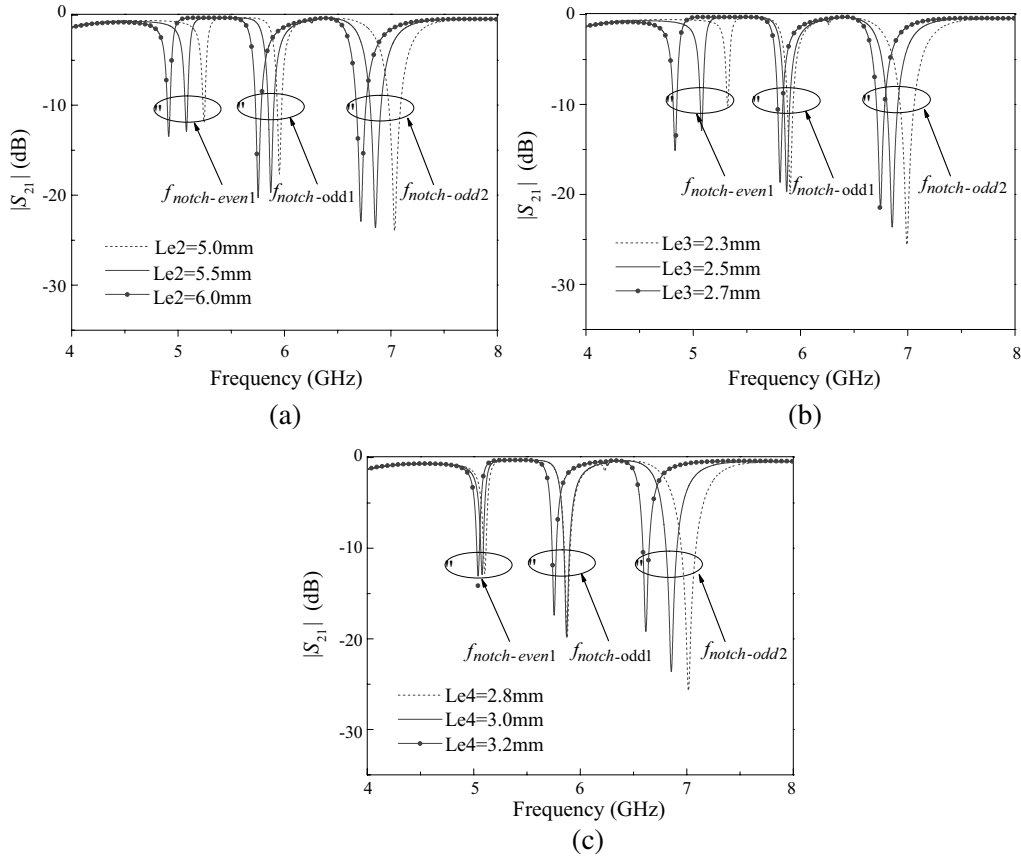 0
-10
-20
-30
|S21| (dB)
" " "
fnotch-even1 fnotch-odd1 fnotch-odd2
Le2=5.0mm
Le2=5.5mm
Le2=6.0mm
4 5 6 7 8
Frequency (GHz)
(a)
0
-10
-20
-30
|S21| (dB)
" " "
fnotch-even1 fnotch-odd1 fnotch-odd2
Le3=2.3mm
Le3=2.5mm
Le3=2.7mm
4 5 6 7 8
Frequency (GHz)
(b)
0
-10
-20
-30
|S21| (dB)
" " "
fnotch-even1 fnotch-odd1 fnotch-odd2
Le4=2.8mm
Le4=3.0mm
Le4=3.2mm
4 5 6 7 8
Frequency (GHz)
(c)